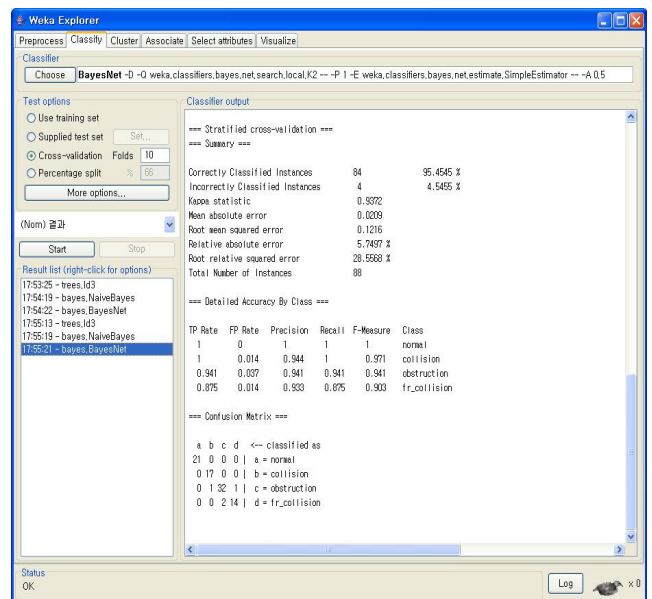 Weka Explorer
Preprocess Classify Cluster Associate Select attributes Visualize
Classifier
Choose BayesNet -D -Q weka,classifiers,bayes,net,search,local,K2 -- -P 1 -E weka,classifiers,bayes,net,estimate,SimpleEstimator -- -A 0,5
Test options
Use training set
Supplied test set Set...
Cross-validation Folds 10
Percentage split % 66
More options,,,
(Nom) 결과
Start Stop
Result list (right-click for options)
17:53:25 - trees,Id3
17:54:19 - bayes,NaiveBayes
17:54:22 - bayes,BayesNet
17:55:13 - trees,Id3
17:55:19 - bayes,NaiveBayes
17:55:21 - bayes,BayesNet
Classifier output
=== Stratified cross-validation ===
=== Summary ===
Correctly Classified Instances 84 95.4545 %
Incorrectly Classified Instances 4 4.5455 %
Kappa statistic 0.9372
Mean absolute error 0.0209
Root mean squared error 0.1216
Relative absolute error 5.7497 %
Root relative squared error 28.5568 %
Total Number of Instances 88
=== Detailed Accuracy By Class ===
TP Rate FP Rate Precision Recall F-Measure Class
1 0 1 1 1 normal
1 0.014 0.944 1 0.971 collision
0.941 0.037 0.941 0.941 0.941 obstruction
0.875 0.014 0.933 0.875 0.903 fr_collision
=== Confusion Matrix ===
a b c d <-- classified as
21 0 0 0 | a = normal
0 17 0 0 | b = collision
0 1 32 1 | c = obstruction
0 0 2 14 | d = fr_collision
Status
OK
Log
x 0